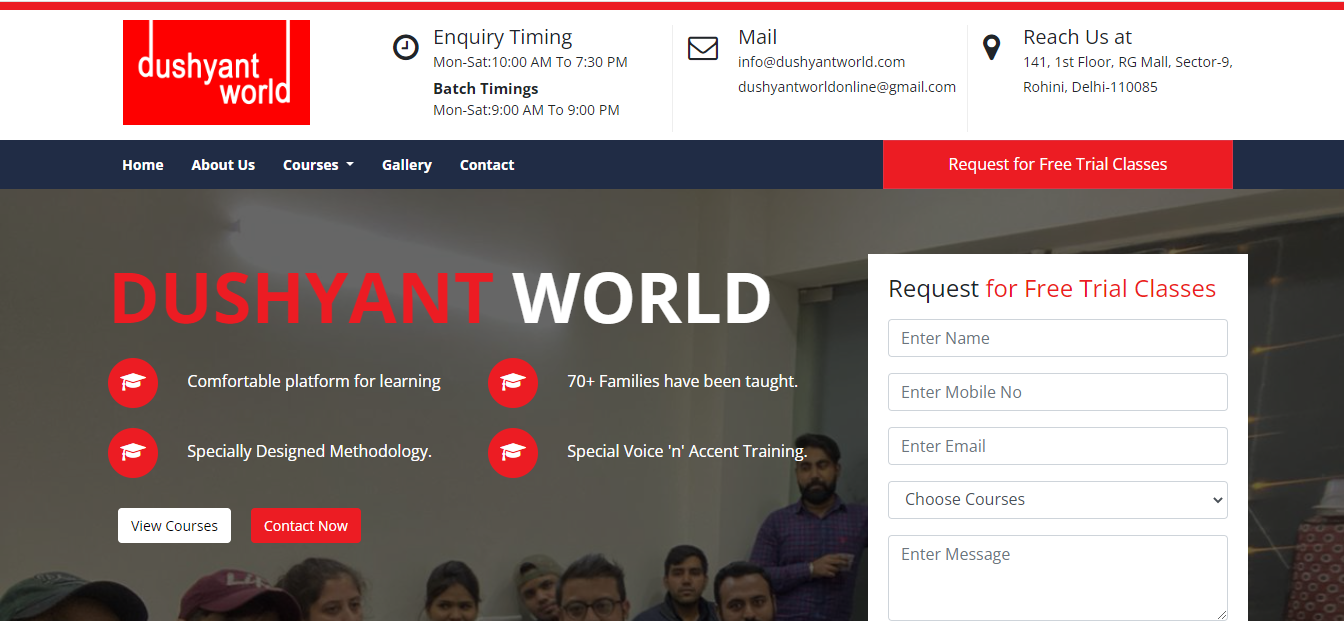 dushyant
world
Enquiry Timing
Mon-Sat:10:00 AM To 7:30 PM
Batch Timings
Mon-Sat:9:00 AM To 9:00 PM
Mail
info@dushyantworld.com
dushyantworldonline@gmail.com
Reach Us at
141, 1st Floor, RG Mall, Sector-9,
Rohini, Delhi-110085
Home About Us Courses Gallery Contact Request for Free Trial Classes
DUSHYANT WORLD
Comfortable platform for learning
70+ Families have been taught.
Specially Designed Methodology.
Special Voice 'n' Accent Training.
View Courses Contact Now
Request for Free Trial Classes
Enter Name
Enter Mobile No
Enter Email
Choose Courses
Enter Message